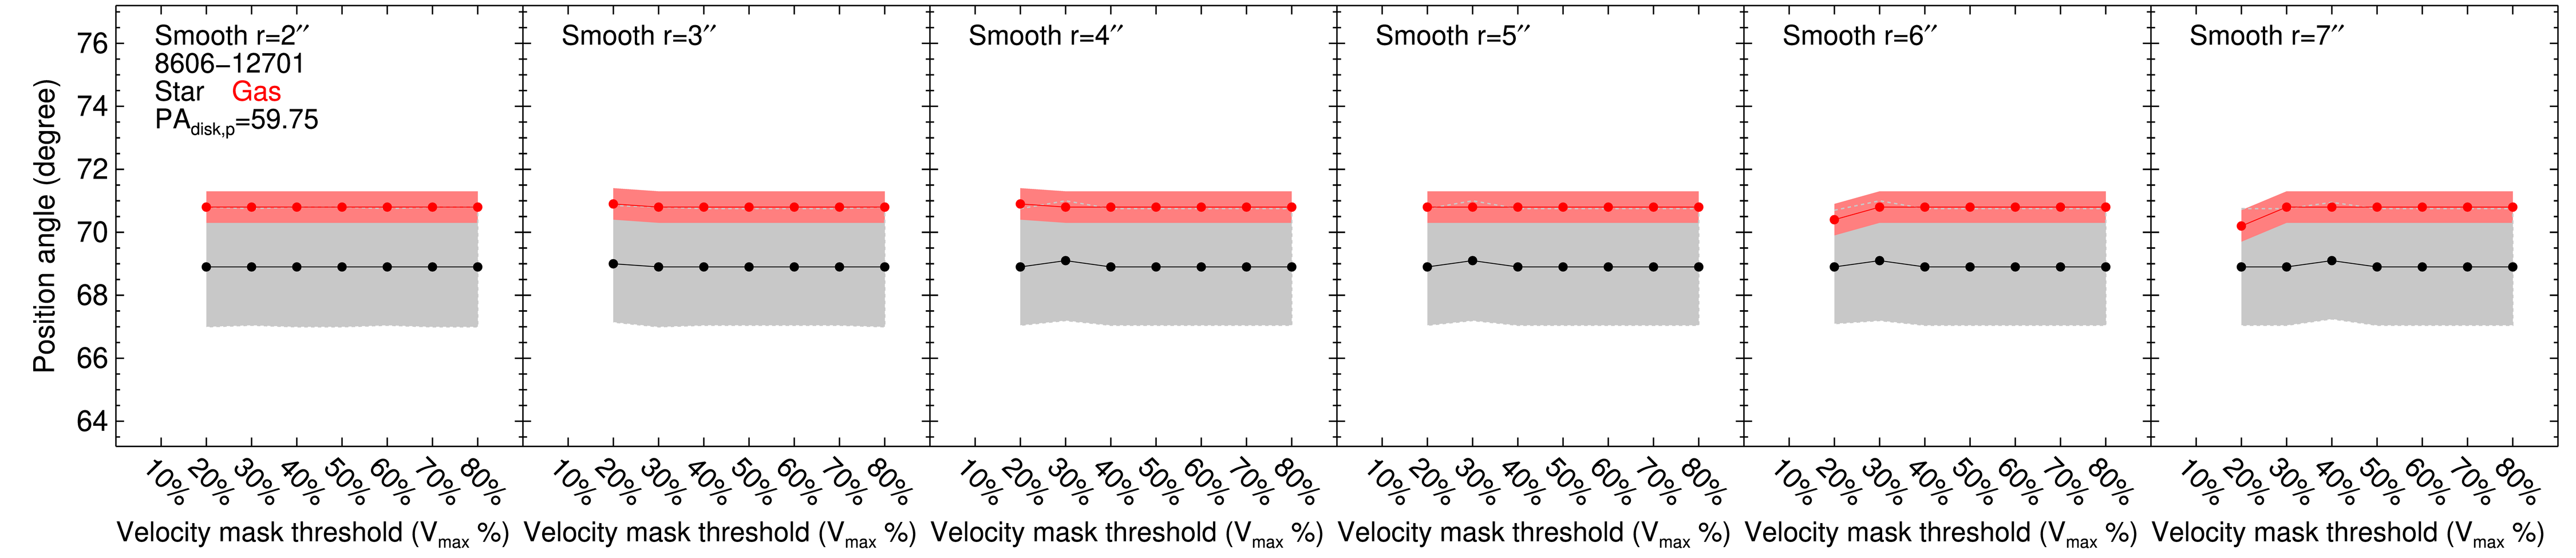 Smooth r=2″ Smooth r=3″ Smooth r=4″ Smooth r=5″ Smooth r=6″ Smooth r=7″
8606−12701
Star Gas
PAdisk,p=59.75
Position angle (degree)
76
74
72
70
68
66
64
10% 20% 30% 40% 50% 60% 70% 80% 10% 20% 30% 40% 50% 60% 70% 80% 10% 20% 30% 40% 50% 60% 70% 80% 10% 20% 30% 40% 50% 60% 70% 80% 10% 20% 30% 40% 50% 60% 70% 80% 10% 20% 30% 40% 50% 60% 70% 80%
Velocity mask threshold (Vmax %) Velocity mask threshold (Vmax %) Velocity mask threshold (Vmax %) Velocity mask threshold (Vmax %) Velocity mask threshold (Vmax %) Velocity mask threshold (Vmax %)